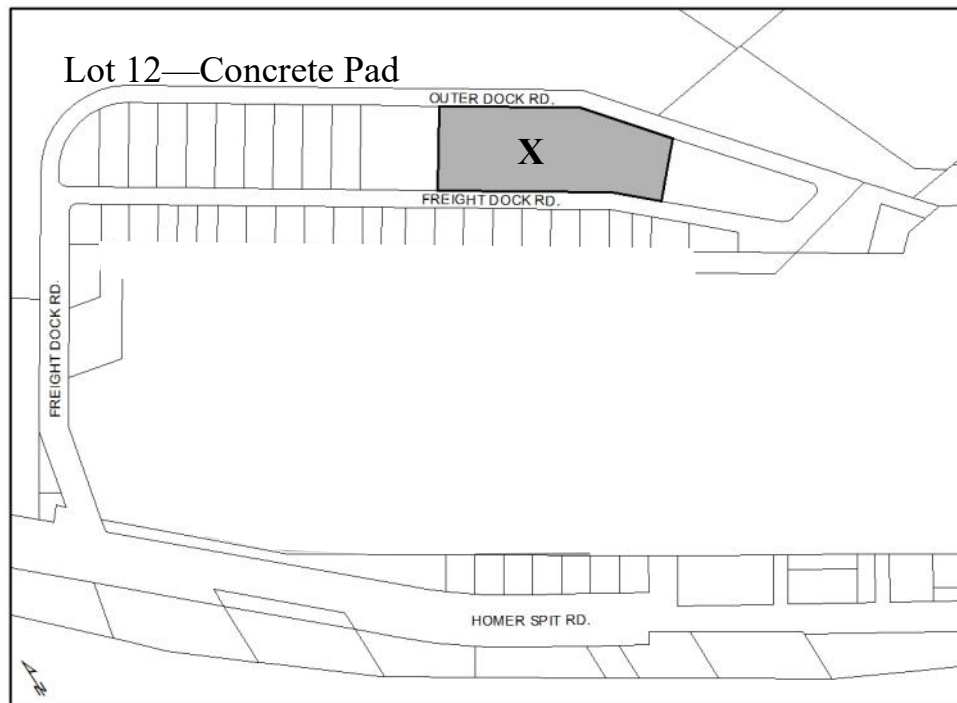 Lot 12—Concrete Pad
OUTER DOCK RD.
X
FREIGHT DOCK RD.
FREIGHT DOCK RD.
HOMER SPIT RD.
N